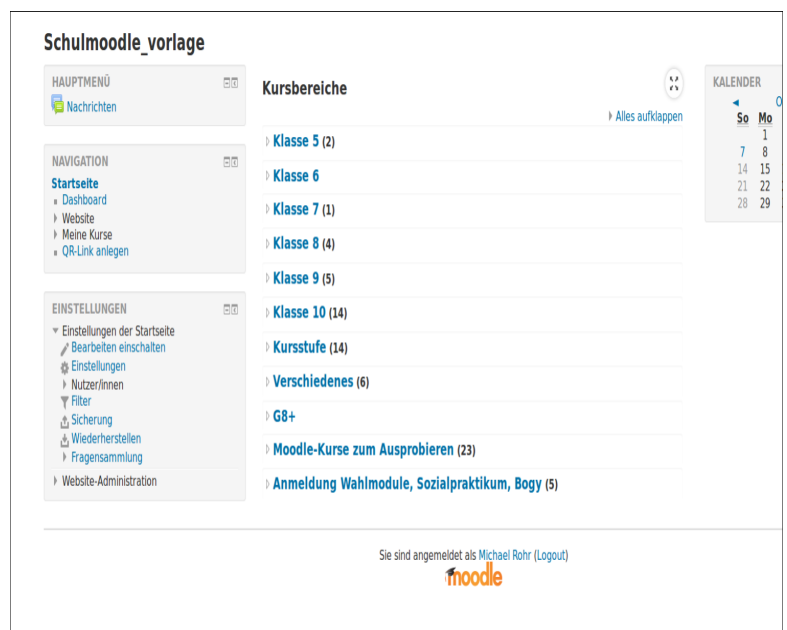 Schulmoodle_vorlage
HAUPTMENÜ
Nachrichten
NAVIGATION
Startseite
Dashboard
Website
Meine Kurse
QR-Link anlegen
EINSTELLUNGEN
Einstellungen der Startseite
Bearbeiten einschalten
Einstellungen
Nutzer/innen
Filter
Sicherung
Wiederherstellen
Fragensammlung
Website-Administration
Kursbereiche
Alles aufklappen
Klasse 5 (2)
Klasse 6
Klasse 7 (1)
Klasse 8 (4)
Klasse 9 (5)
Klasse 10 (14)
Kursstufe (14)
Verschiedenes (6)
G8+
Moodle-Kurse zum Ausprobieren (23)
Anmeldung Wahlmodule, Sozialpraktikum, Bogy (5)
KALENDER
So Mo
1
7 8
14 15
21 22
28 29
Sie sind angemeldet als Michael Rohr (Logout)
moodle